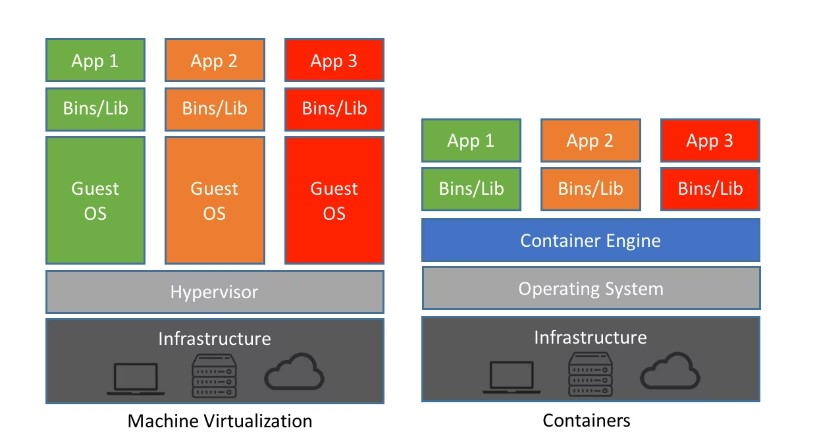 App 1
App 2
App 3
Bins/Lib
Bins/Lib
Bins/Lib
Guest
OS
Guest
OS
Guest
OS
Hypervisor
Infrastructure
Machine Virtualization
App 1
App 2
App 3
Bins/Lib
Bins/Lib
Bins/Lib
Container Engine
Operating System
Infrastructure
Containers